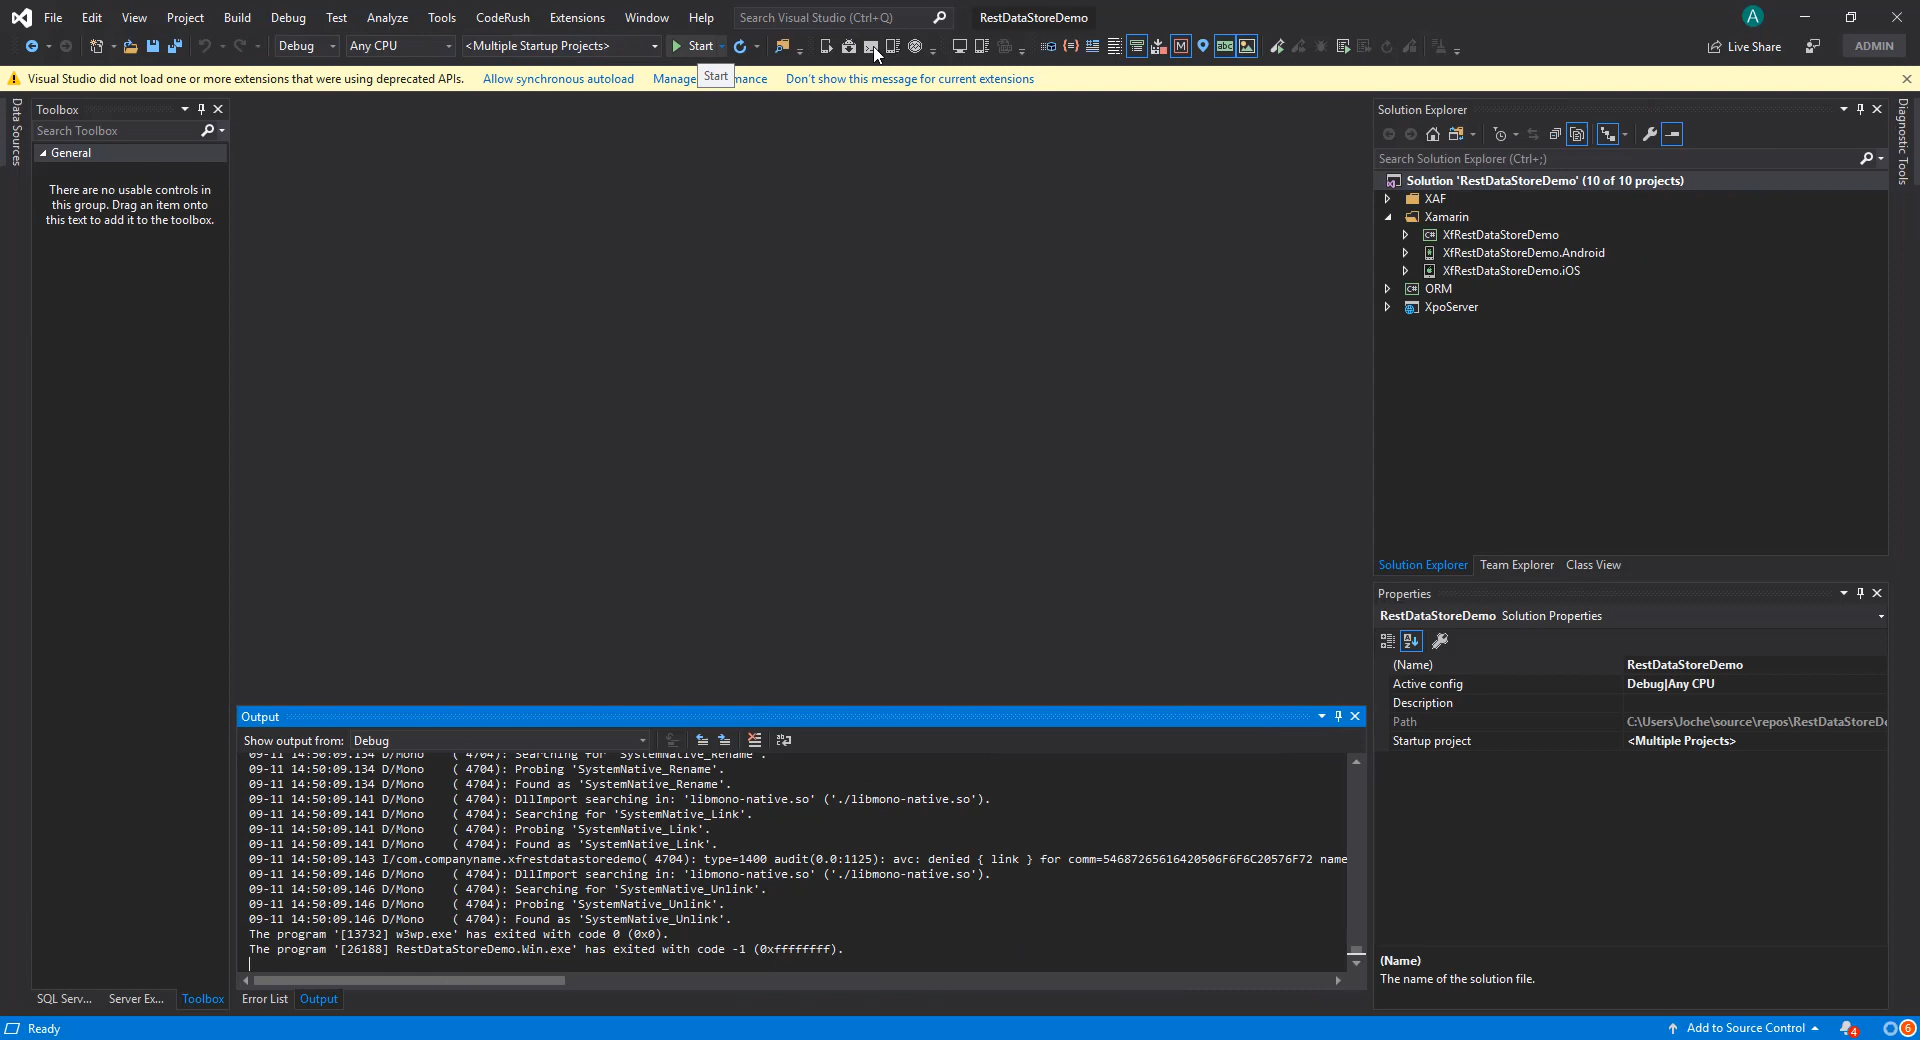 File Edit View Project Build Debug Test Analyze Tools CodeRush Extensions Window Help Search Visual Studio (Ctrl+Q) RestDataStoreDemo A
Debug Any CPU <Multiple Startup Projects> Start Live Share ADMIN
Visual Studio did not load one or more extensions that were using deprecated APIs. Allow synchronous autoload Manage mance Don't show this message for current extensions
Start
Data Sources
Toolbox
Search Toolbox
General
There are no usable controls in
this group. Drag an item onto
this text to add it to the toolbox.
SQL Serv... Server Ex... Toolbox
Output
Show output from: Debug
09-11 14:50:09.134 D/Mono ( 4704): Searching for 'SystemNative_Rename'.
09-11 14:50:09.134 D/Mono ( 4704): Probing 'SystemNative_Rename'.
09-11 14:50:09.134 D/Mono ( 4704): Found as 'SystemNative_Rename'.
09-11 14:50:09.141 D/Mono ( 4704): DllImport searching in: 'libmono-native.so' ('./libmono-native.so').
09-11 14:50:09.141 D/Mono ( 4704): Searching for 'SystemNative_Link'.
09-11 14:50:09.141 D/Mono ( 4704): Probing 'SystemNative_Link'.
09-11 14:50:09.141 D/Mono ( 4704): Found as 'SystemNative_Link'.
09-11 14:50:09.143 I/com.companyname.xfrestdatastoredemo( 4704): type=1400 audit(0.0:1125): avc: denied { link } for comm=54687265616420506F6F6C20576F72 name
09-11 14:50:09.146 D/Mono ( 4704): DllImport searching in: 'libmono-native.so' ('./libmono-native.so').
09-11 14:50:09.146 D/Mono ( 4704): Searching for 'SystemNative_Unlink'.
09-11 14:50:09.146 D/Mono ( 4704): Probing 'SystemNative_Unlink'.
09-11 14:50:09.146 D/Mono ( 4704): Found as 'SystemNative_Unlink'.
The program '[13732] w3wp.exe' has exited with code 0 (0x0).
The program '[26188] RestDataStoreDemo.Win.exe' has exited with code -1 (0xffffffff).
Error List Output
Solution Explorer
Search Solution Explorer (Ctrl+;)
Solution 'RestDataStoreDemo' (10 of 10 projects)
XAF
Xamarin
C# XfRestDataStoreDemo
XfRestDataStoreDemo.Android
XfRestDataStoreDemo.iOS
C# ORM
XpoServer
Solution Explorer Team Explorer Class View
Properties
RestDataStoreDemo Solution Properties
(Name) RestDataStoreDemo
Active config Debug|Any CPU
Description
Path C:\Users\Joche\source\repos\RestDataStoreDe
Startup project <Multiple Projects>
(Name)
The name of the solution file.
Diagnostic Tools
Ready Add to Source Control 4 6